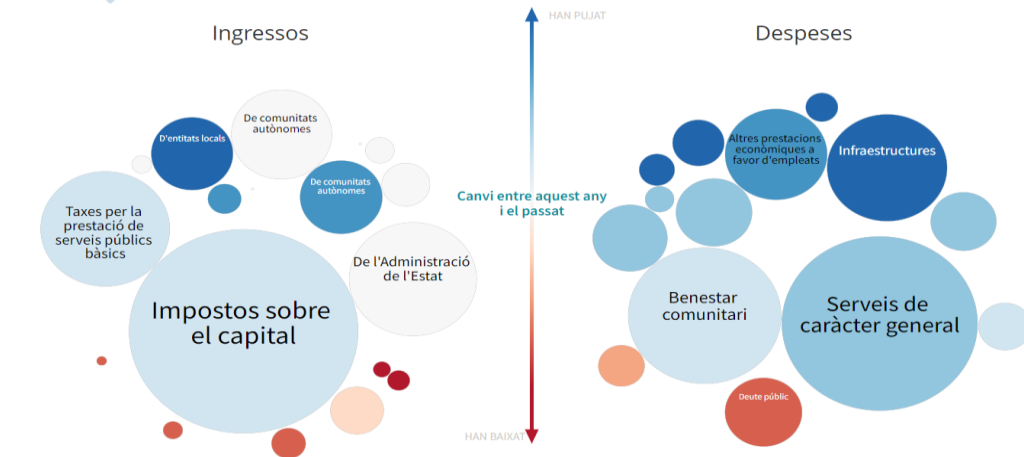 HAN PUJAT
Ingressos
Despeses
De comunitats
autònomes
D'entitats locals
De comunitats
autònomes
Taxes per la
prestació de
serveis públics
bàsics
De l'Administració
de l'Estat
Impostos sobre
el capital
Canvi entre aquest any
i el passat
Altres prestacions
econòmiques a
favor d'empleats
Infraestructures
Benestar
comunitari
Serveis de
caràcter general
Deute públic
HAN BAIXAT